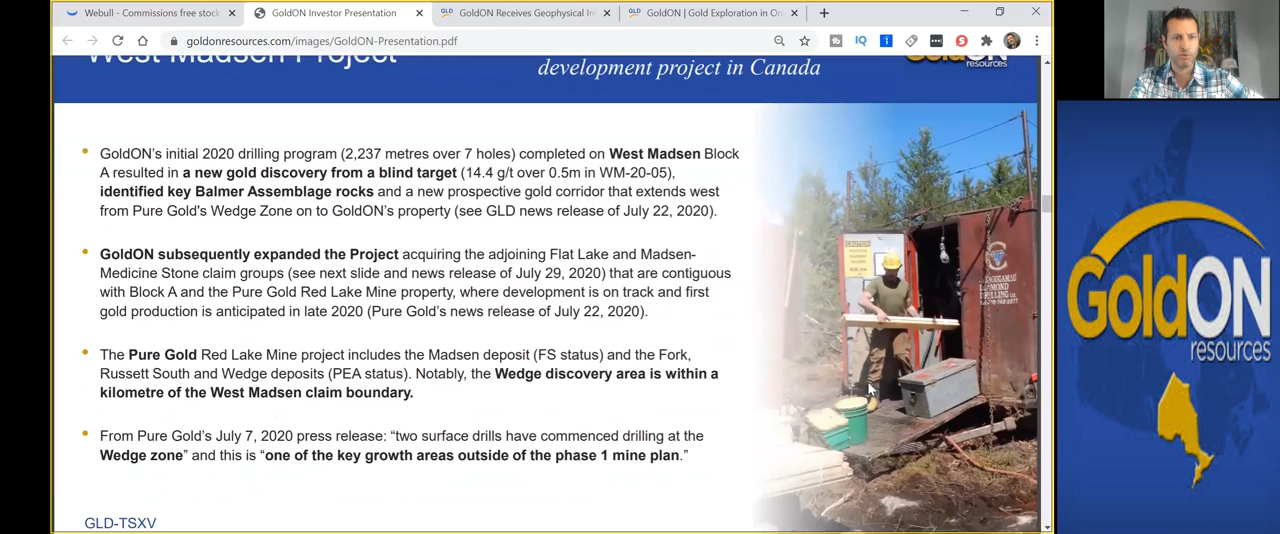 Webull - Commissions free stock
GoldON Investor Presentation
GoldON Receives Geophysical In
GoldON | Gold Exploration in On
goldonresources.com/images/GoldON-Presentation.pdf
West Madsen Project
development project in Canada
GoldON
resources
• GoldON's initial 2020 drilling program (2,237 metres over 7 holes) completed on West Madsen Block
A resulted in a new gold discovery from a blind target (14.4 g/t over 0.5m in WM-20-05),
identified key Balmer Assemblage rocks and a new prospective gold corridor that extends west
from Pure Gold's Wedge Zone on to GoldON's property (see GLD news release of July 22, 2020).
• GoldON subsequently expanded the Project acquiring the adjoining Flat Lake and Madsen-
Medicine Stone claim groups (see next slide and news release of July 29, 2020) that are contiguous
with Block A and the Pure Gold Red Lake Mine property, where development is on track and first
gold production is anticipated in late 2020 (Pure Gold's news release of July 22, 2020).
• The Pure Gold Red Lake Mine project includes the Madsen deposit (FS status) and the Fork,
Russett South and Wedge deposits (PEA status). Notably, the Wedge discovery area is within a
kilometre of the West Madsen claim boundary.
• From Pure Gold's July 7, 2020 press release: “two surface drills have commenced drilling at the
Wedge zone” and this is “one of the key growth areas outside of the phase 1 mine plan.”
GLD-TSXV
GoldON
resources